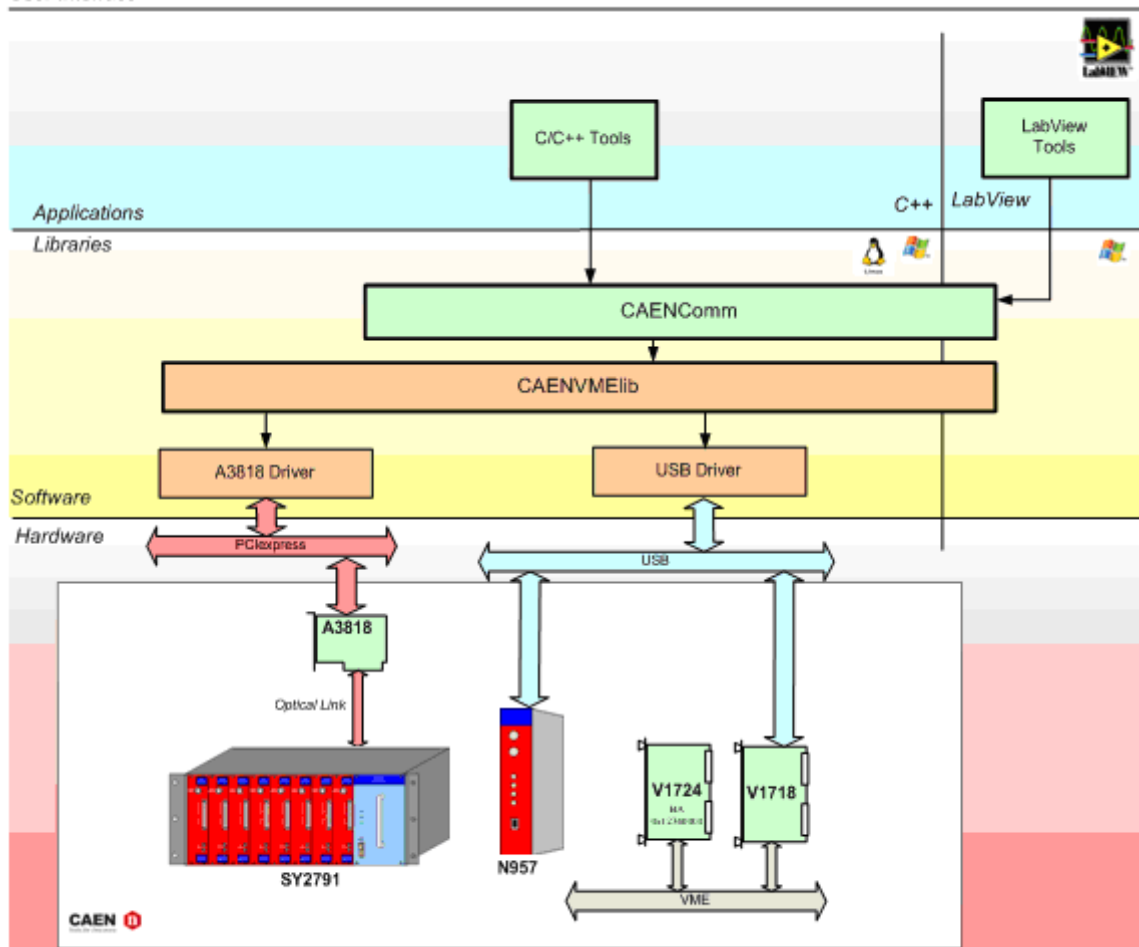 LabVIEW
C/C++ Tools
LabView
Tools
Applications
C++
LabView
Libraries
Linux
CAENComm
CAENVMElib
A3818 Driver
USB Driver
Software
Hardware
PCIexpress
USB
A3818
Optical Link
V1724
V1718
SY2791
N957
VME
CAEN